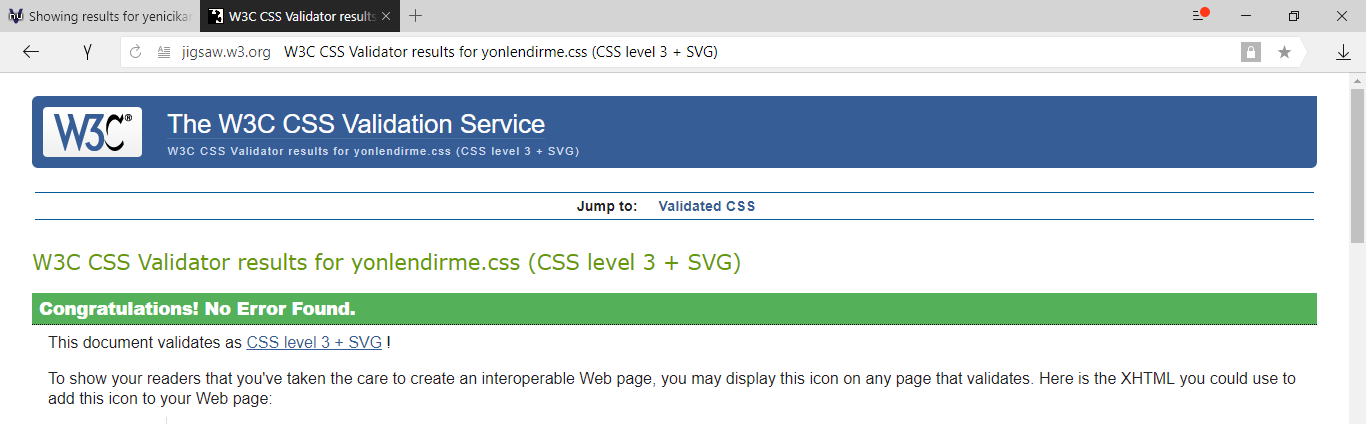 Showing results for yenicikar
W3C CSS Validator results
jigsaw.w3.org W3C CSS Validator results for yonlendirme.css (CSS level 3 + SVG)
W3C®
The W3C CSS Validation Service
W3C CSS Validator results for yonlendirme.css (CSS level 3 + SVG)
Jump to: Validated CSS
W3C CSS Validator results for yonlendirme.css (CSS level 3 + SVG)
Congratulations! No Error Found.
This document validates as CSS level 3 + SVG !
To show your readers that you've taken the care to create an interoperable Web page, you may display this icon on any page that validates. Here is the XHTML you could use to
add this icon to your Web page: